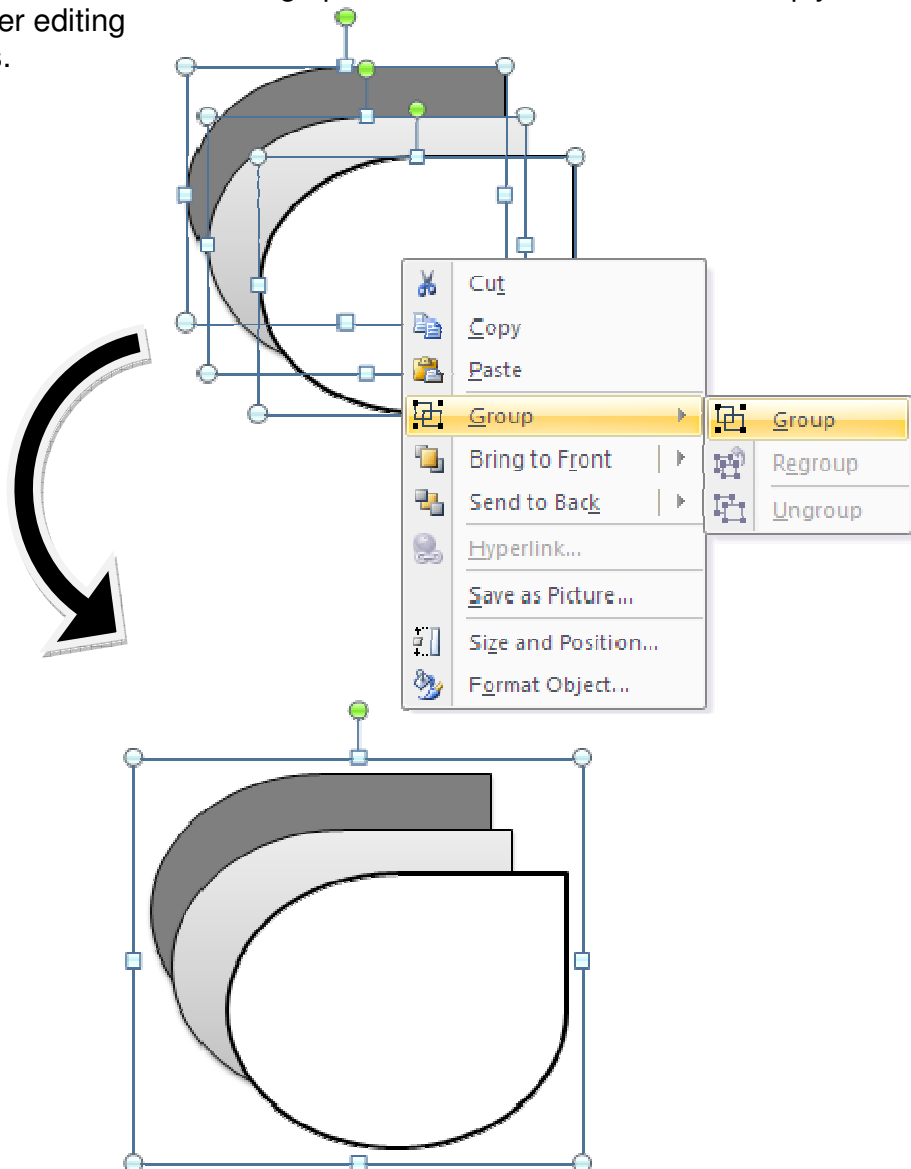 er editing
Cut
Copy
Paste
Group
Group
Bring to Front
Regroup
Send to Back
Ungroup
Hyperlink...
Save as Picture...
Size and Position...
Format Object...